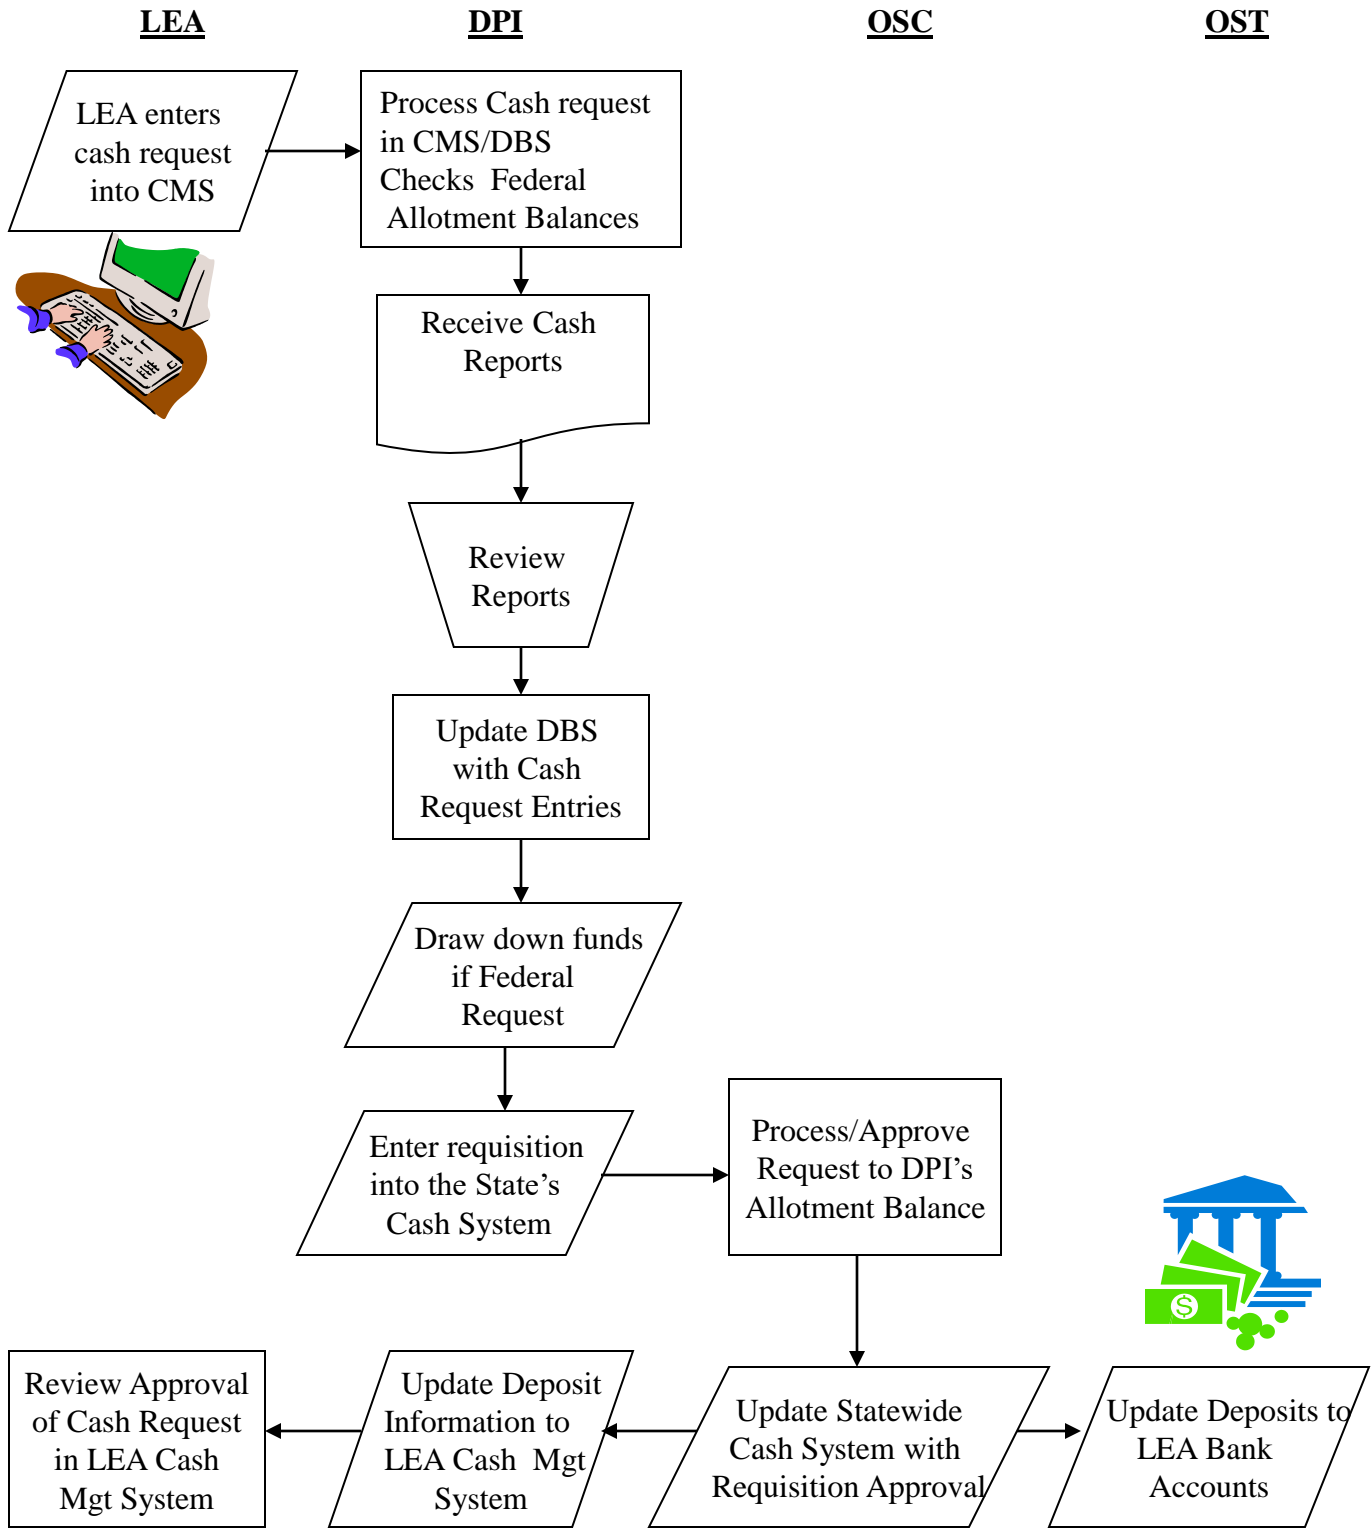 LEA
DPI
OSC
OST
LEA enters
cash request
into CMS
Process Cash request
in CMS/DBS
Checks Federal
Allotment Balances
Receive Cash
Reports
Review
Reports
Update DBS
with Cash
Request Entries
Draw down funds
if Federal
Request
Enter requisition
into the State’s
Cash System
Process/Approve
Request to DPI’s
Allotment Balance
$
Review Approval
of Cash Request
in LEA Cash
Mgt System
Update Deposit
Information to
LEA Cash Mgt
System
Update Statewide
Cash System with
Requisition Approval
Update Deposits to
LEA Bank
Accounts